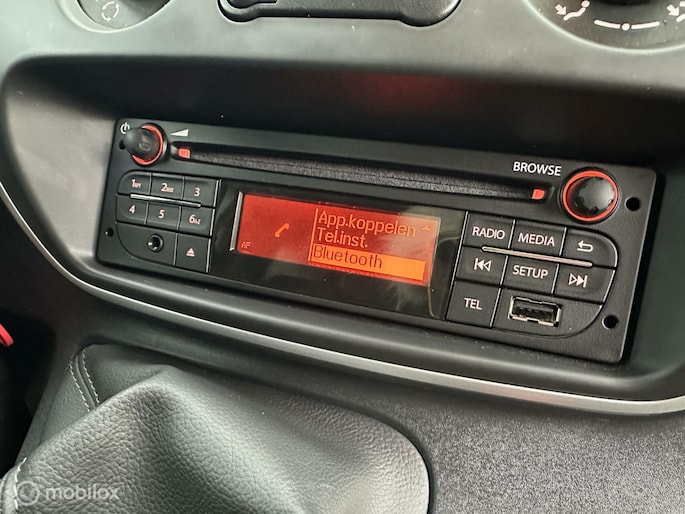 BROWSE
1 2 3
4 5 6
App.koppelen
Tel.inst.
Bluetooth
AF
RADIO MEDIA
SETUP
TEL
mobilox